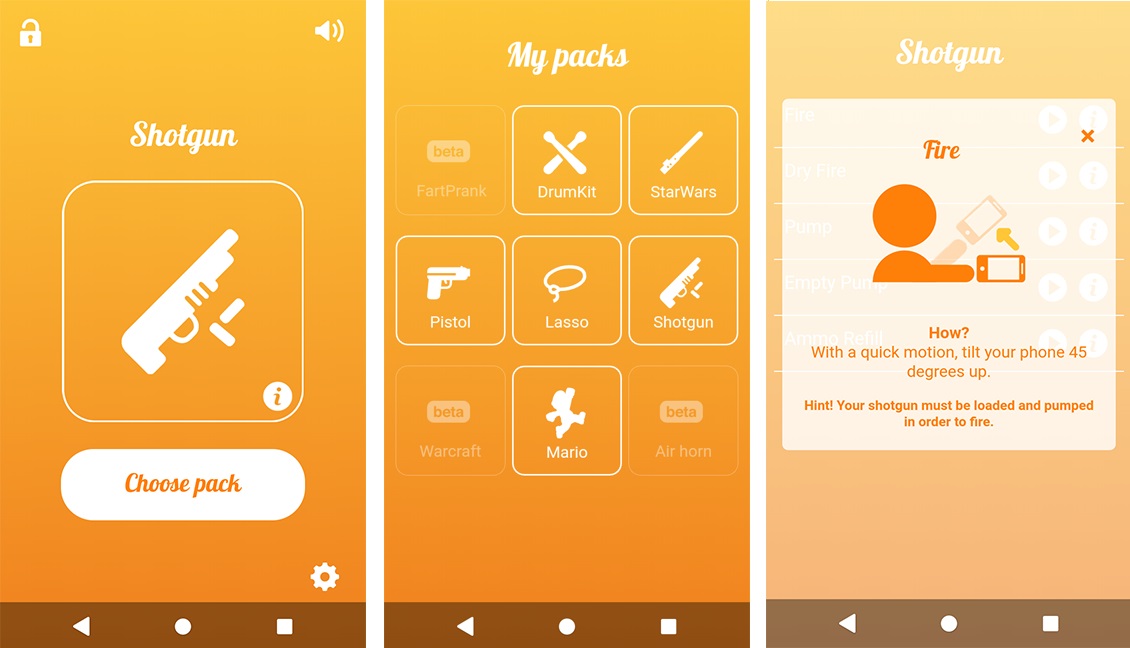 Shotgun
i
Choose pack
My packs
beta
FartPrank
DrumKit
StarWars
Pistol
Lasso
Shotgun
beta
Warcraft
Mario
beta
Air horn
Shotgun
Fire
i
Fire
Dry Fire
i
Pump
i
Empty Pump
i
Ammo Refill
i
How?
With a quick motion, tilt your phone 45
degrees up.
Hint! Your shotgun must be loaded and pumped
in order to fire.